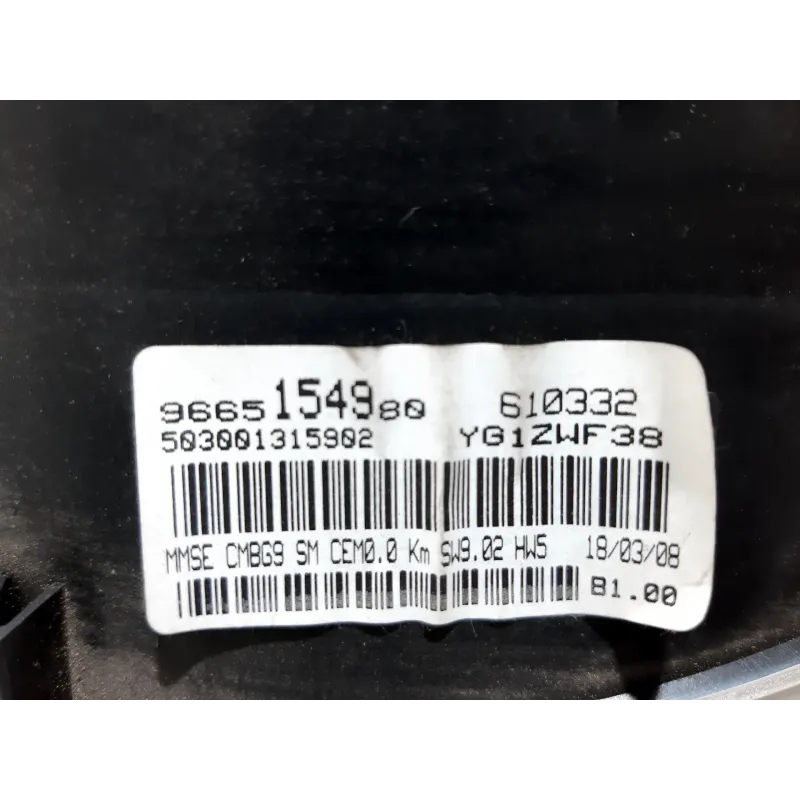 9665154980 610332
503001315902 YG1ZWF38
MMSE CMBG9 SM CEM0.0 Km SW9.02 HW5 18/03/08
B1.00